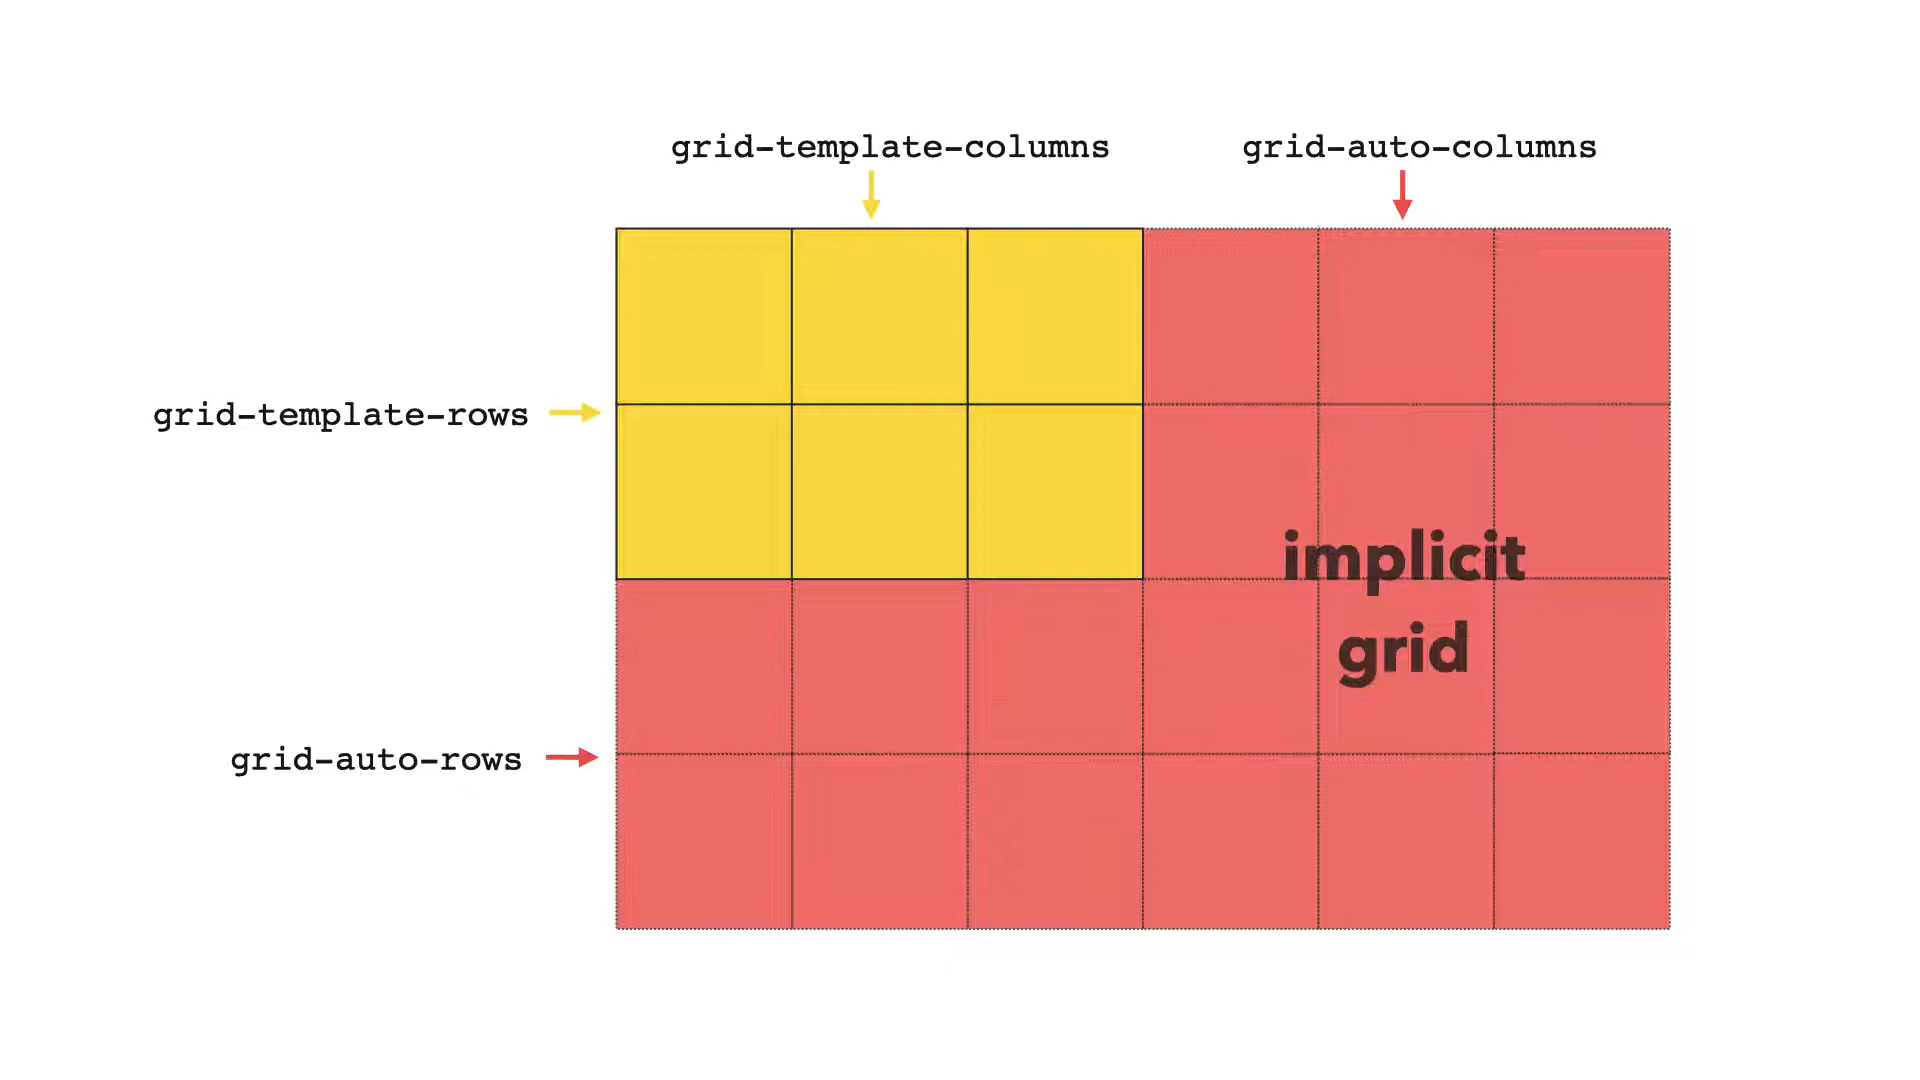 grid-template-columns
grid-auto-columns
grid-template-rows
implicit
grid
grid-auto-rows